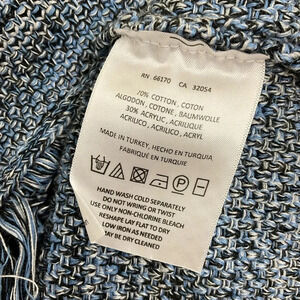 RN 66170 CA 32054
70% COTTON, COTON
ALGODON, COTONE, BAUMWOLLE
30% ACRYLIC, ACRILIQUE
ACRILICO, ACRILICO, ACRYL
MADE IN TURKEY, HECHO EN TURQUIA
FABRIQUÉ EN TURQUIE
HAND WASH COLD SEPARATELY
DO NOT WRING OR TWIST
USE ONLY NON-CHLORINE BLEACH
RESHAPE LAY FLAT TO DRY
LOW IRON AS NEEDED
MAY BE DRY CLEANED